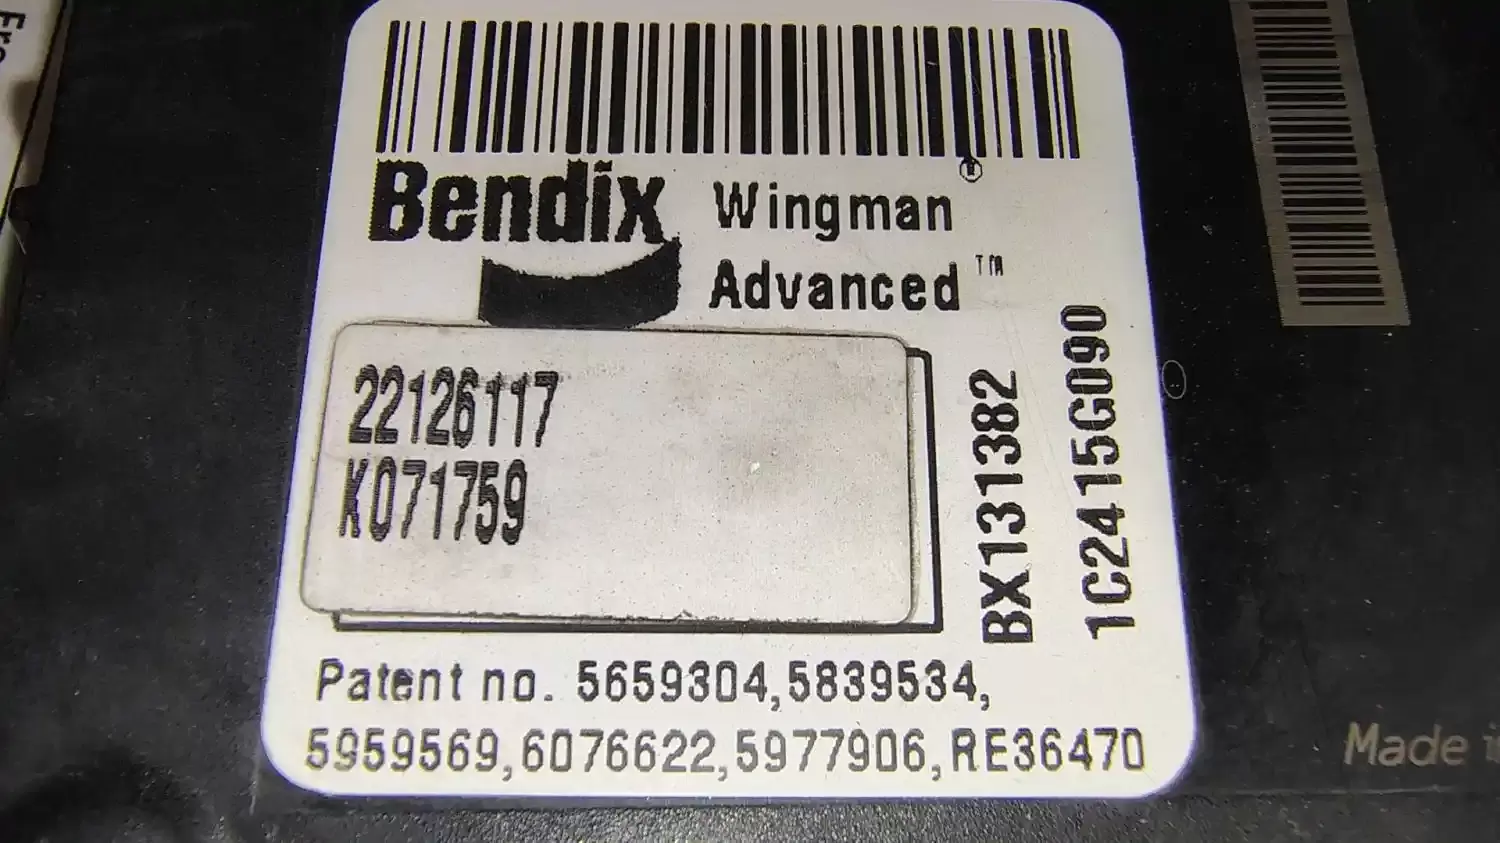 Bendix
Wingman®
Advanced™
22126117
K071759
BX131382
1C2415G090
Patent no. 5659304,5839534,
5959569,6076622,5977906,RE36470
Made